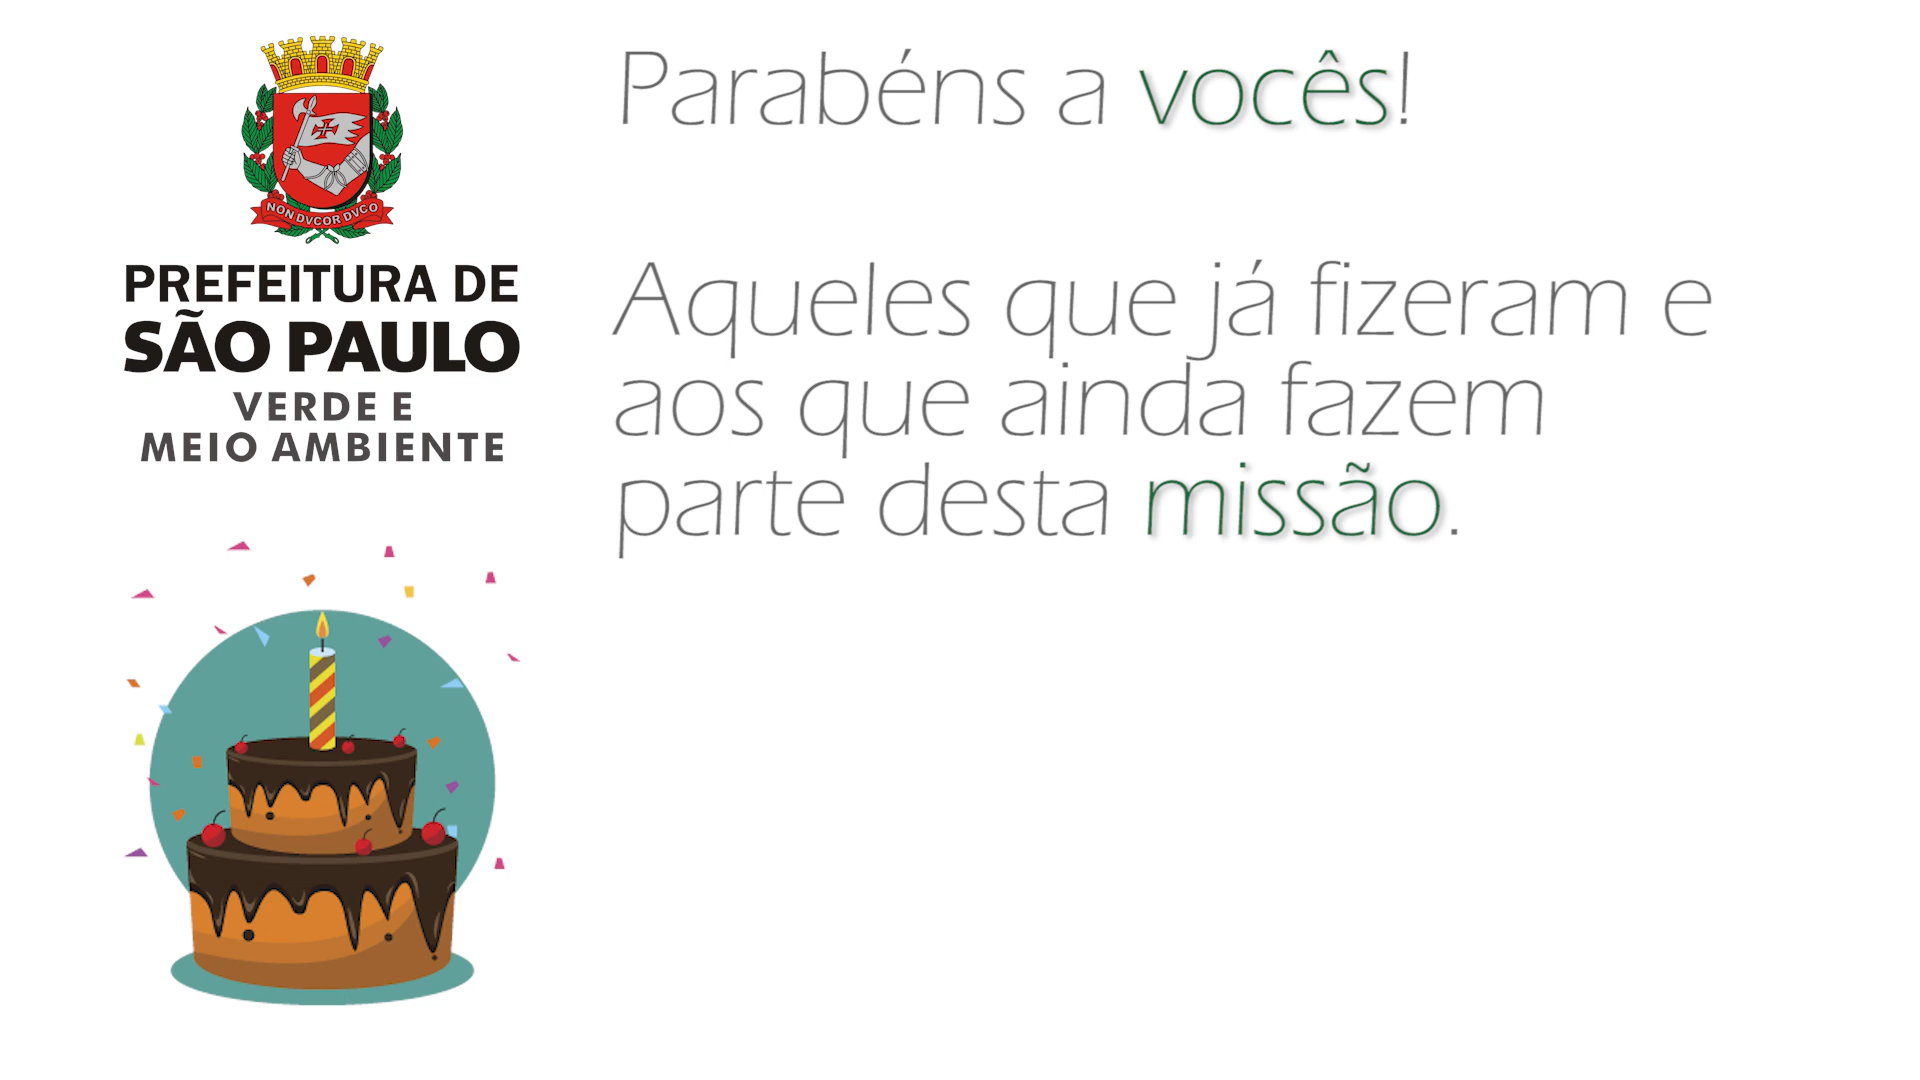 NON DVCOR DVCO
PREFEITURA DE
SÃO PAULO
VERDE E
MEIO AMBIENTE
Parabéns a vocês!
Aqueles que já fizeram e
aos que ainda fazem
parte desta missão.